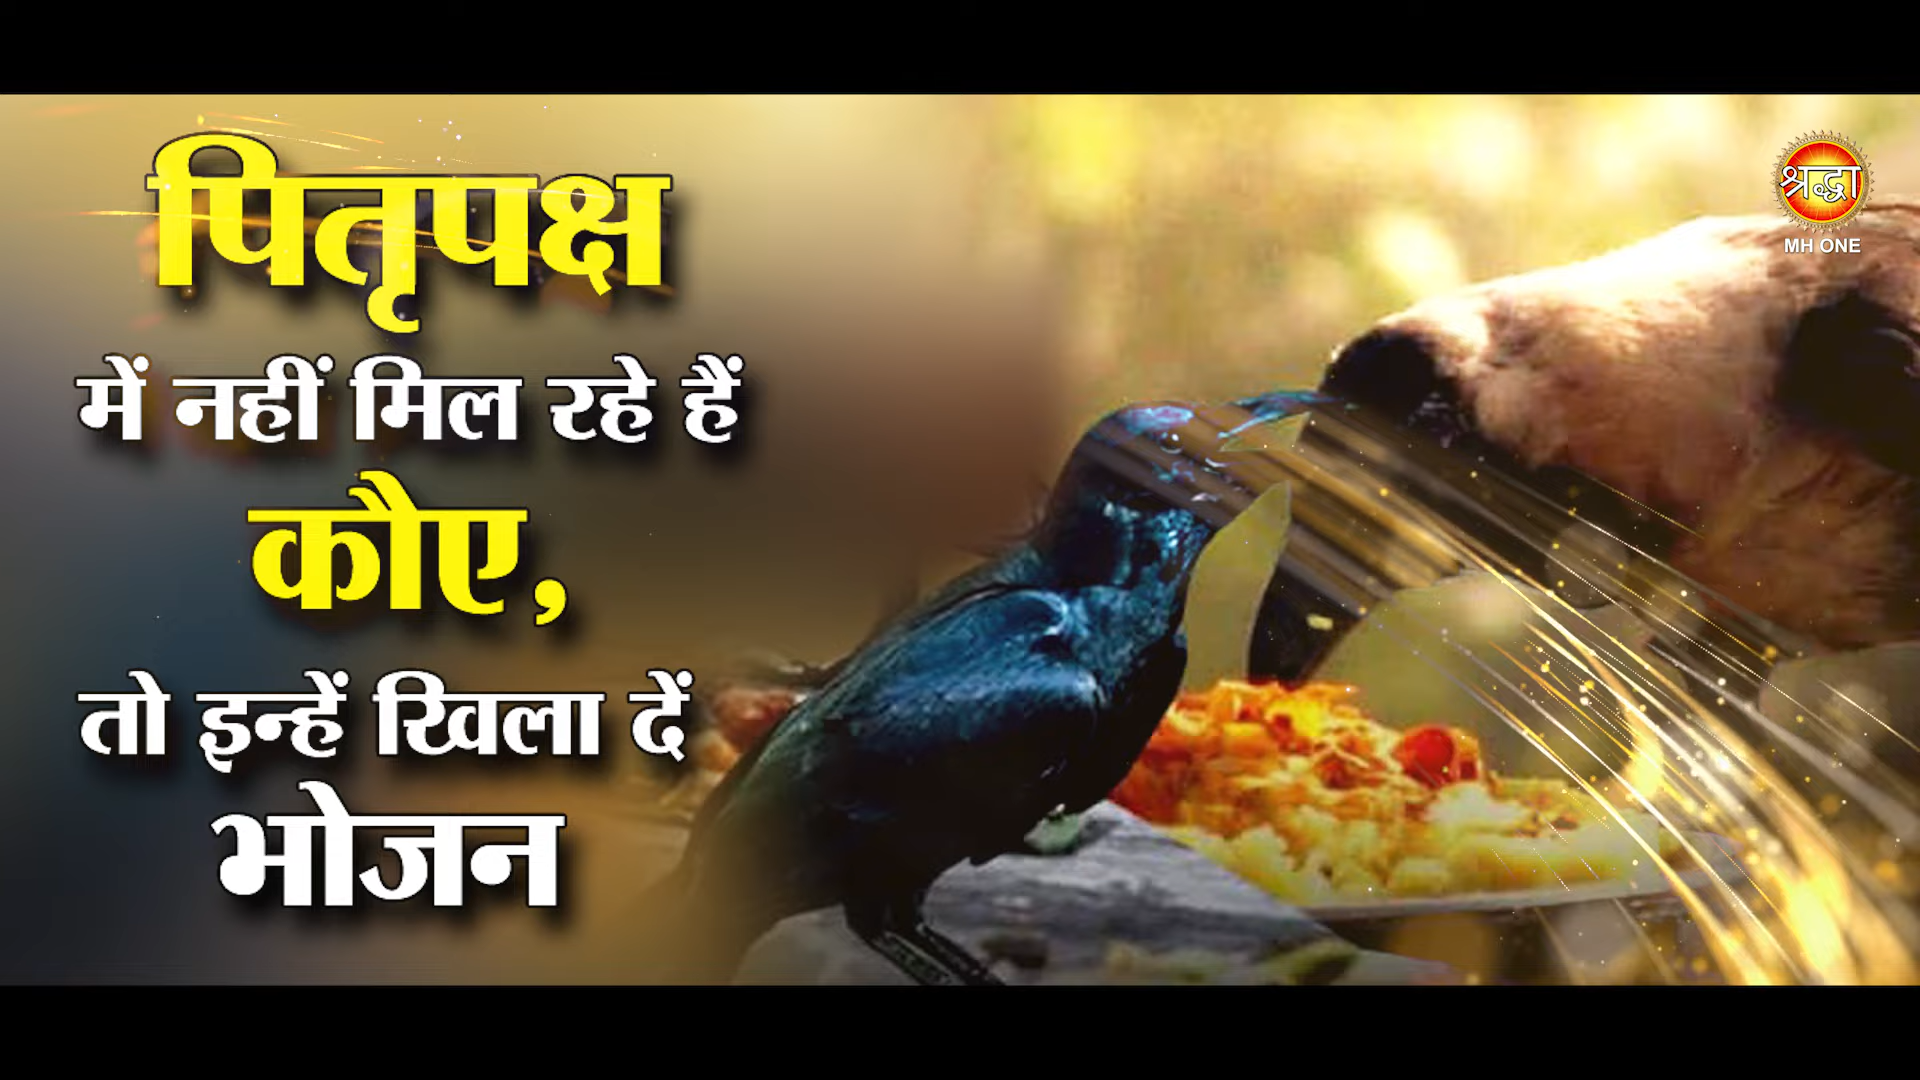 पितृपक्ष
में नहीं मिल रहे हैं
कौए,
तो इन्हें खिला दें
भोजन
श्रद्धा
MH ONE